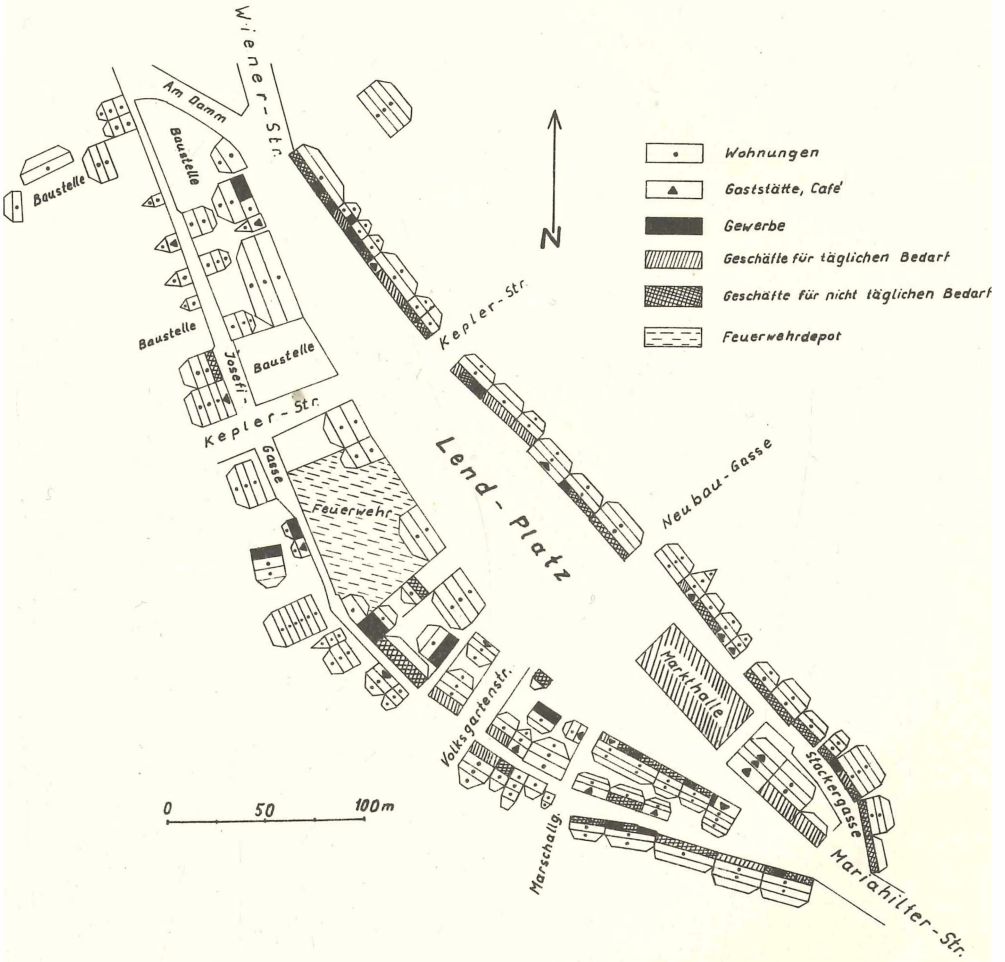 Wiener-Str.
Am Damm
Baustelle
Baustelle
Wohnungen
Gaststätte, Café
Gewerbe
Geschäfte für täglichen Bedarf
Geschäfte für nicht täglichen Bedarf
Feuerwehrdepot
N
Kepler-Str.
Baustelle
Baustelle
Josefi-
Gasse
Kepler-Str.
Lend-Platz
Feuerwehr
Neubau-Gasse
Markthalle
Volksgartenstr.
Stockergasse
0 50 100m
Marschallg.
Mariahilfer-Str.